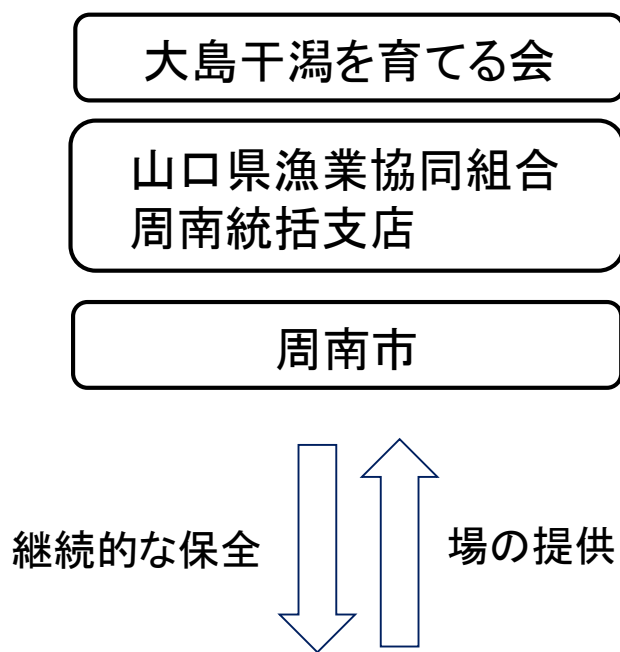 大島干潟を育てる会
山口県漁業協同組合
周南統括支店
周南市
継続的な保全
場の提供